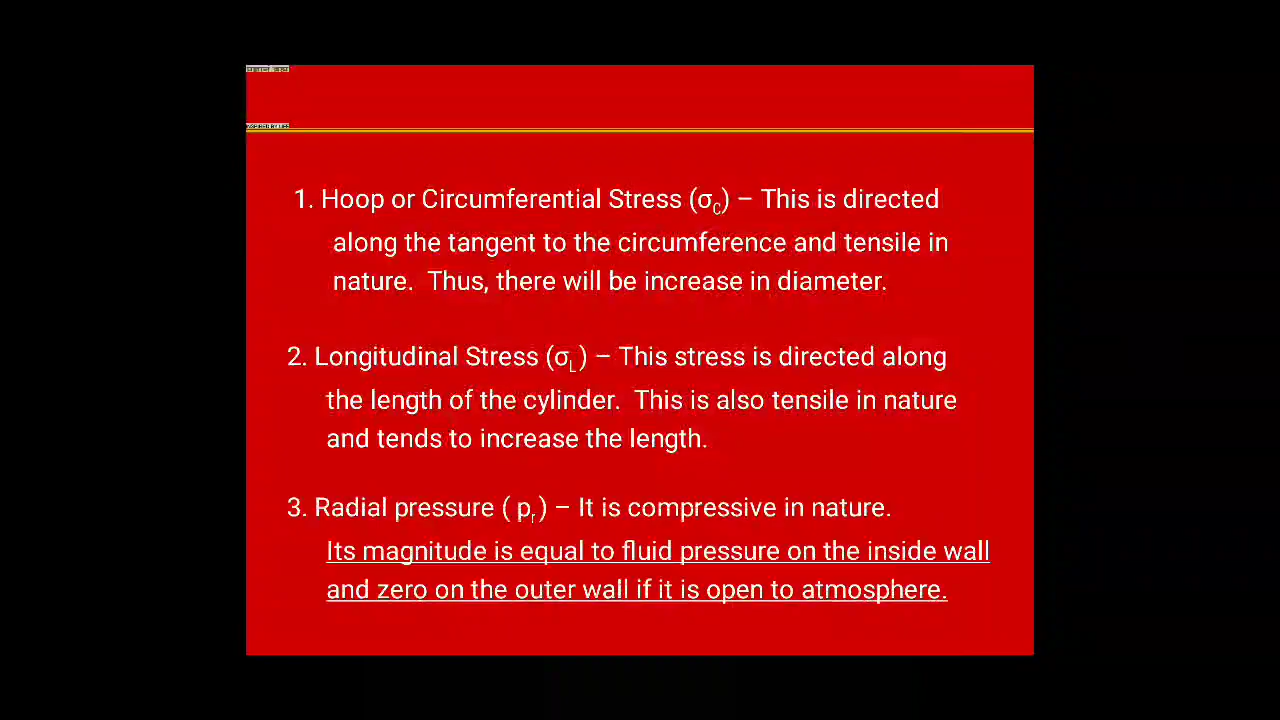 1. Hoop or Circumferential Stress (σC) – This is directed
along the tangent to the circumference and tensile in
nature. Thus, there will be increase in diameter.
2. Longitudinal Stress (σL) – This stress is directed along
the length of the cylinder. This is also tensile in nature
and tends to increase the length.
3. Radial pressure ( pr) – It is compressive in nature.
Its magnitude is equal to fluid pressure on the inside wall
and zero on the outer wall if it is open to atmosphere.